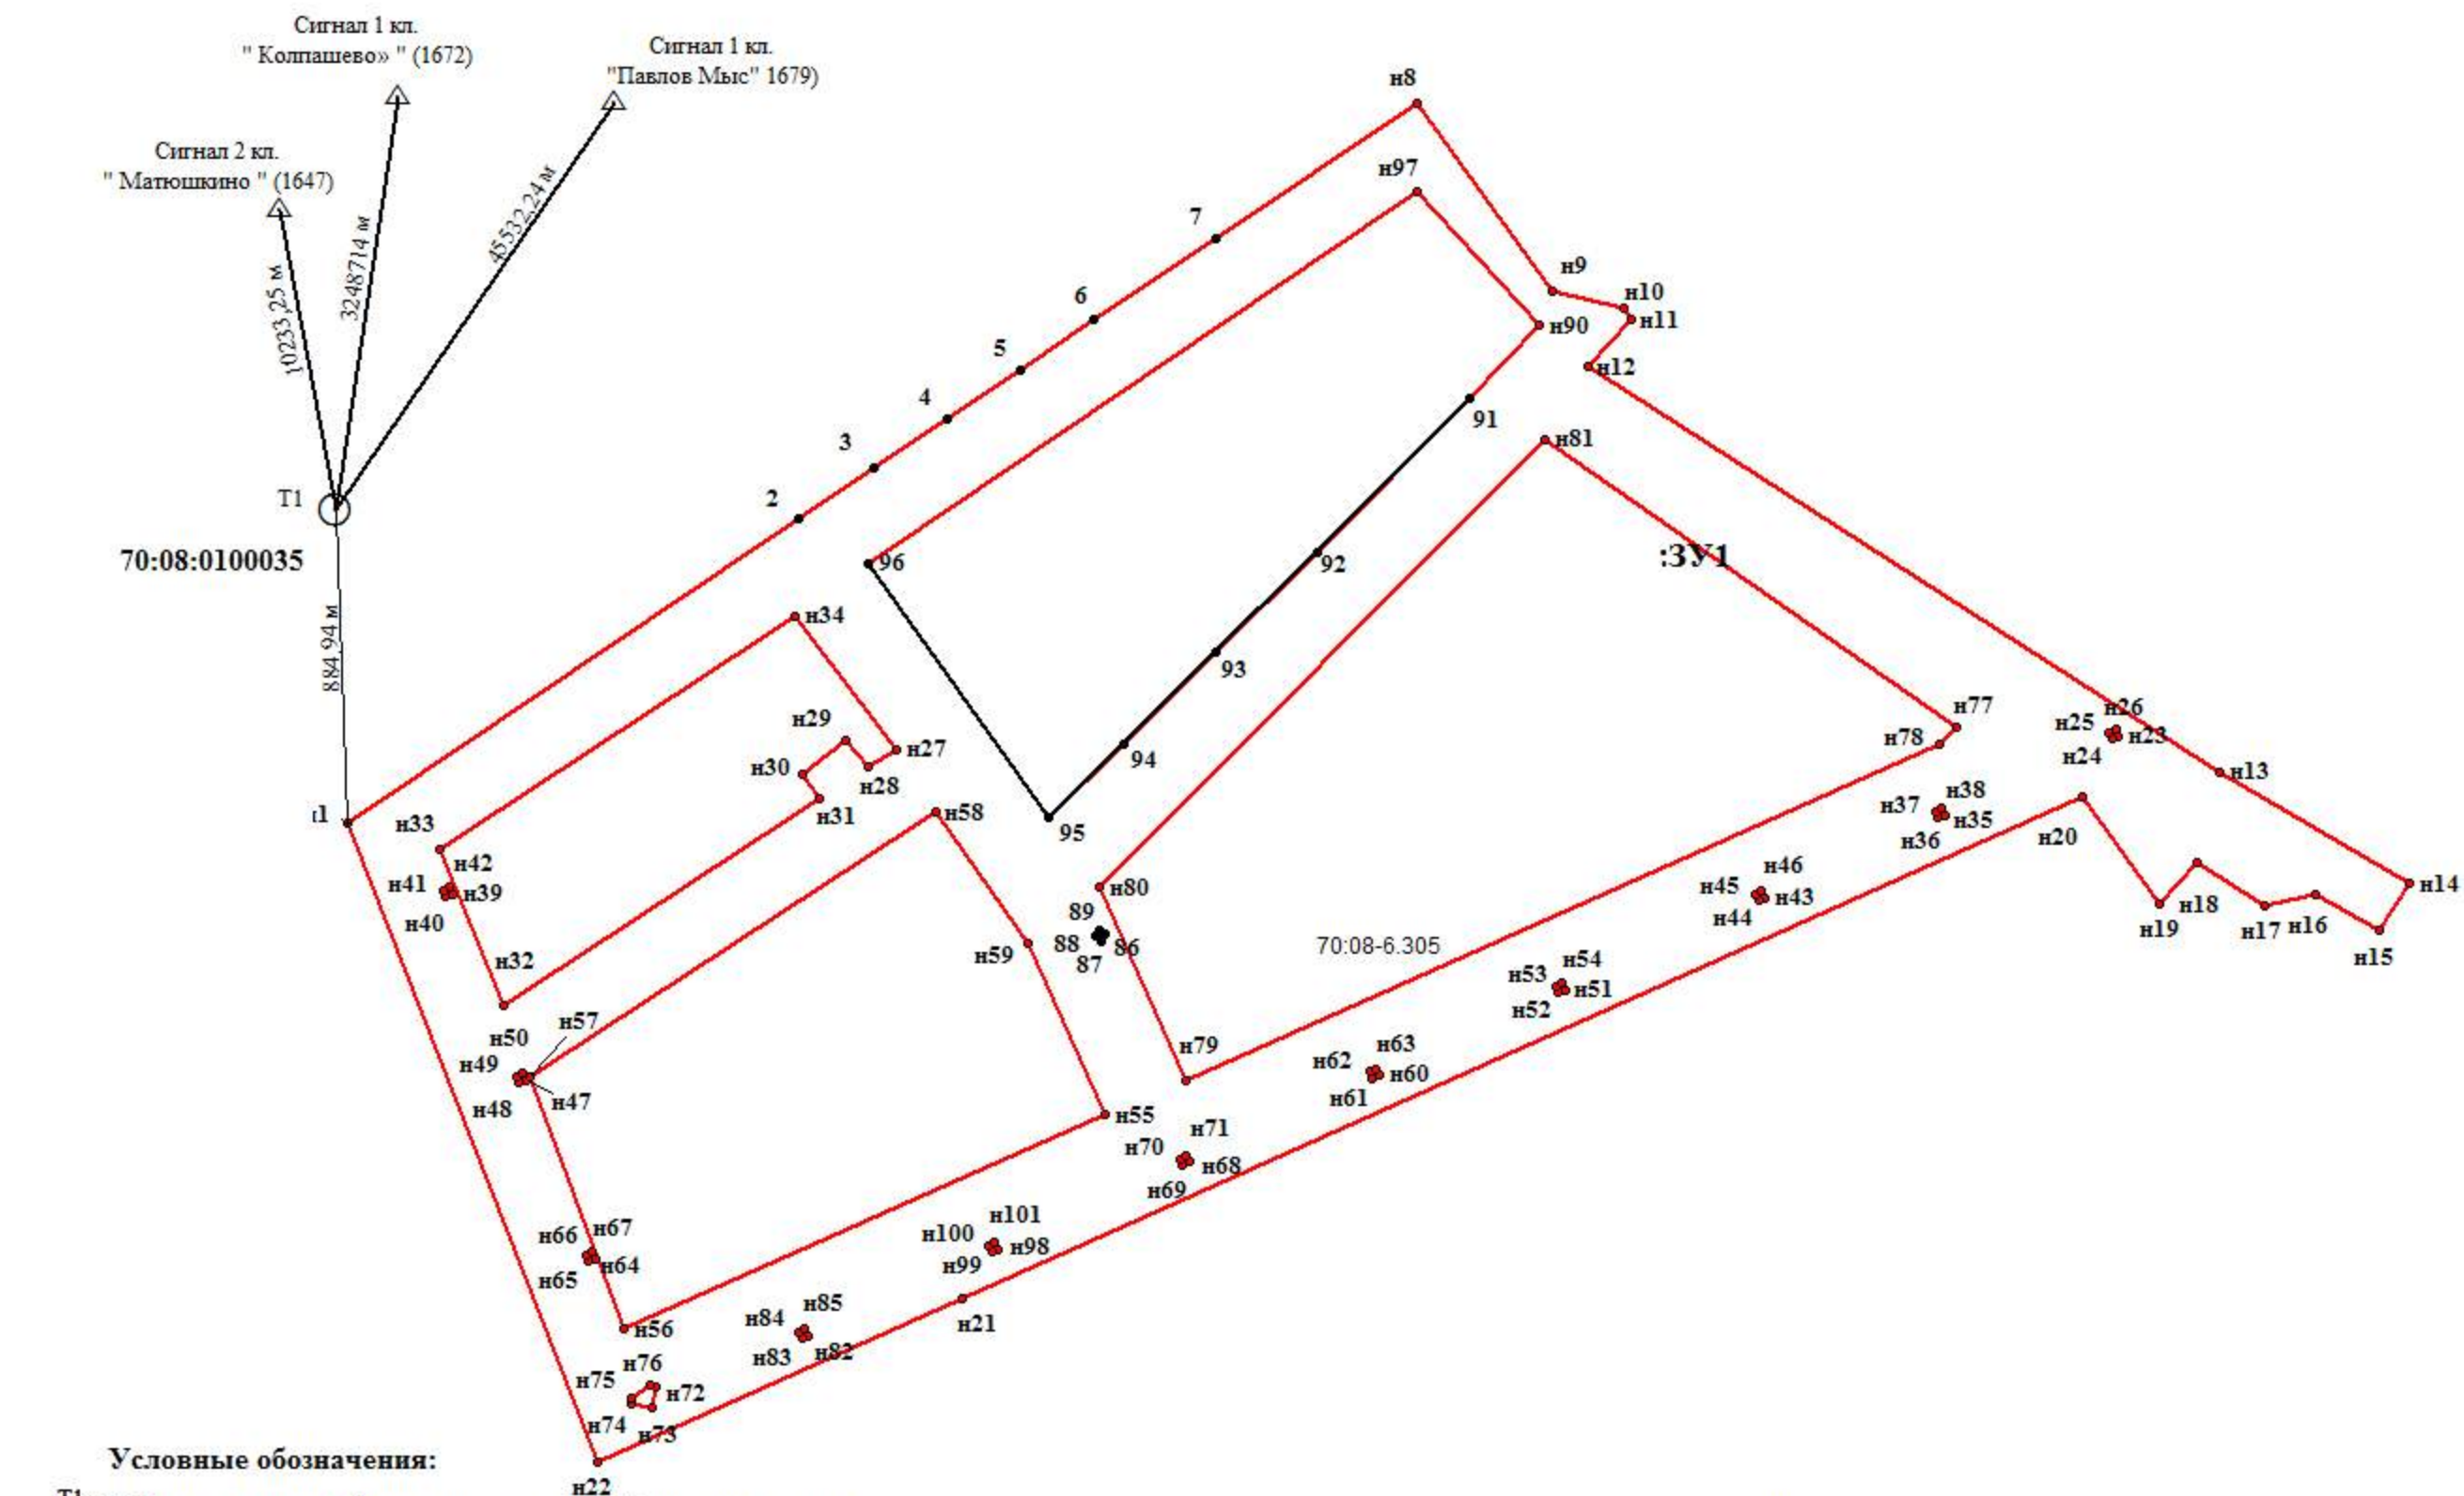 Сигнал 1 кл.
" Колпашево» " (1672)
Сигнал 1 кл.
"Павлов Мыс" 1679)
Сигнал 2 кл.
" Матюшкино " (1647)
10233,25 м
3248714 м
45532,24 м
Т1
70:08:0100035
884,94 м
н8
н97
7
н9
6
н10
н11
н90
5
н12
4
91
3
н81
2
96
92
:ЗУ1
н34
93
н29
н27
94
н77
н78
н26
н25
н23
н24
н30
н28
н13
н31
н58
95
1
н33
н38
н37
н35
н36
н20
н42
н41
н39
н40
н46
н45
н43
н44
н80
89
88
86
87
н14
н18
н19
н17
н16
н15
н32
н59
70:08-6.305
н54
н53
н51
н52
н57
н50
н49
н48
н47
н79
н63
н62
н60
н61
н55
н71
н70
н68
н69
н67
н66
н64
н65
н101
н100
н98
н99
н56
н85
н84
н83
н82
н21
н76
н75
н72
н74
н73
Условные обозначения:
н22
Т1